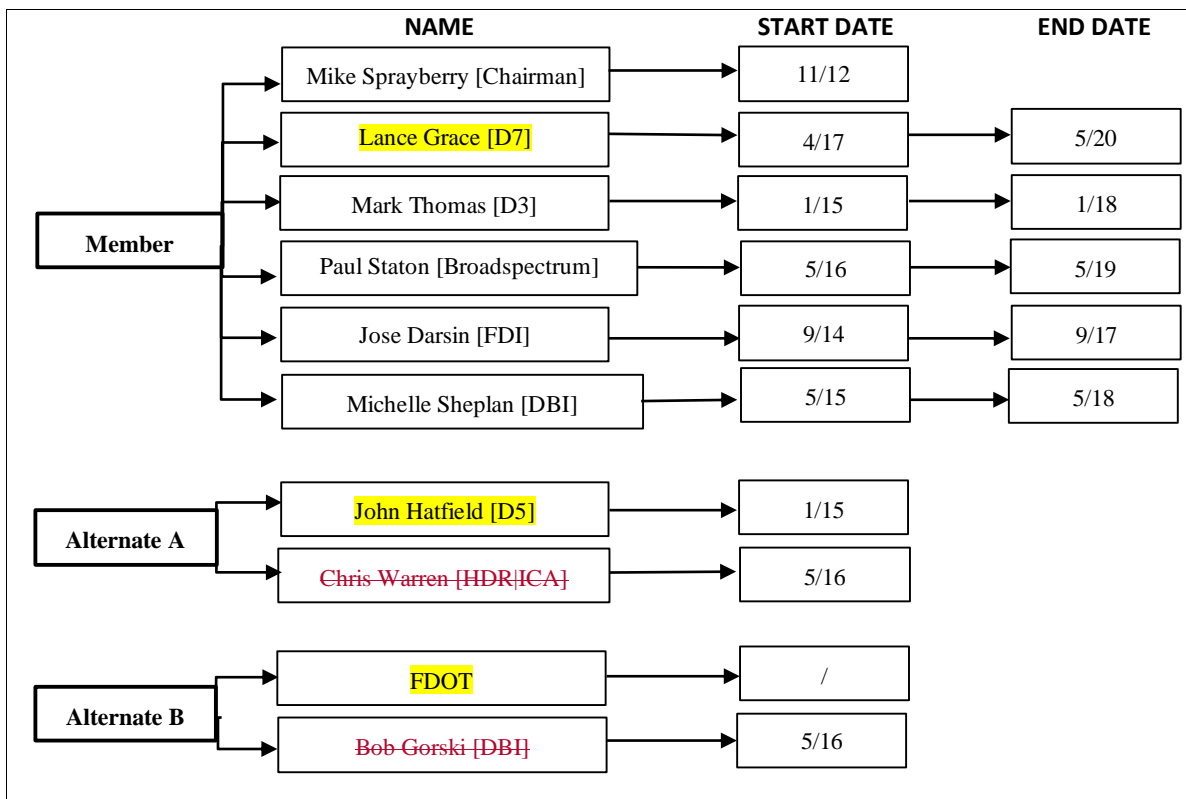 NAME START DATE END DATE
Mike Sprayberry [Chairman] 11/12
Lance Grace [D7] 4/17 5/20
Mark Thomas [D3] 1/15 1/18
Member
Paul Staton [Broadspectrum] 5/16 5/19
Jose Darsin [FDI] 9/14 9/17
Michelle Sheplan [DBI] 5/15 5/18
John Hatfield [D5] 1/15
Alternate A
Chris Warren [HDR|ICA] 5/16
FDOT /
Alternate B
Bob Gorski [DBI] 5/16